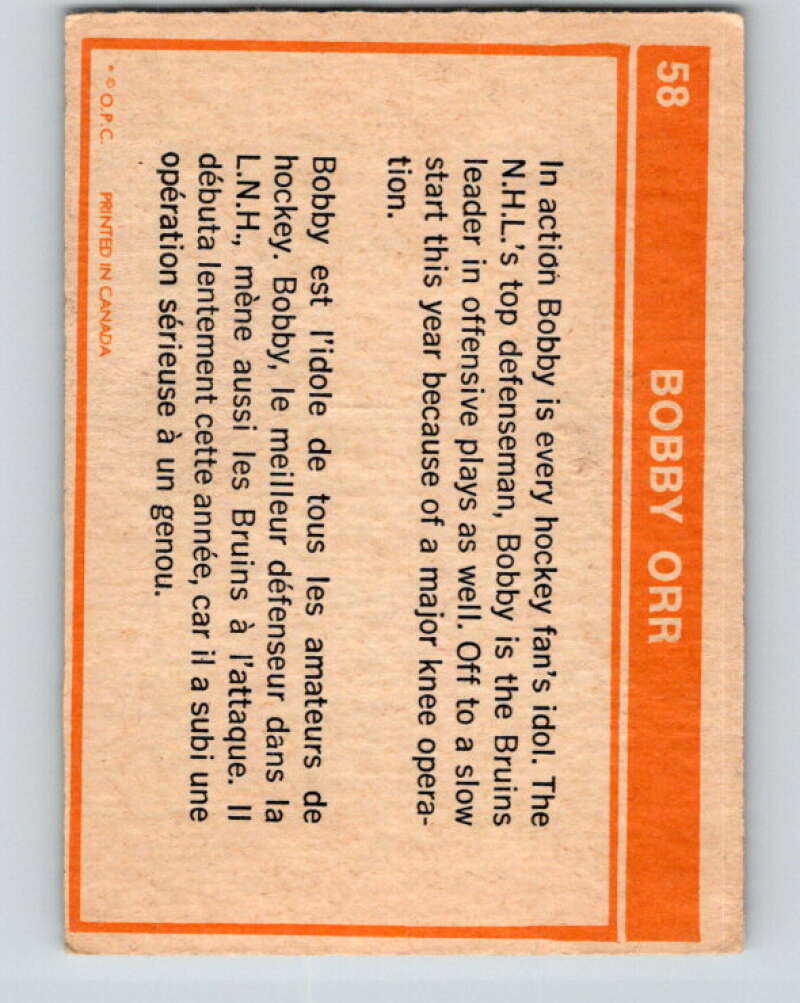 58 BOBBY ORR
In action Bobby is every hockey fan's idol. The
N.H.L.'s top defenseman, Bobby is the Bruins
leader in offensive plays as well. Off to a slow
start this year because of a major knee opera-
tion.
Bobby est l'idole de tous les amateurs de
hockey. Bobby, le meilleur défenseur dans la
L.N.H., mène aussi les Bruins à l'attaque. Il
débuta lentement cette année, car il a subi une
opération sérieuse à un genou.
* © O.P.C. PRINTED IN CANADA